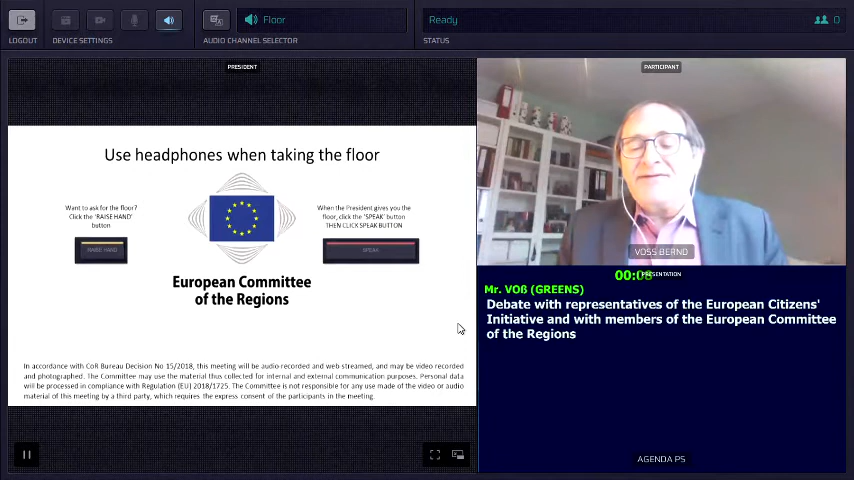 Floor
Ready
0
LOGOUT
DEVICE SETTINGS
AUDIO CHANNEL SELECTOR
STATUS
PRESIDENT
Use headphones when taking the floor
Want to ask for the floor?
Click the 'RAISE HAND'
button
RAISE HAND
When the President gives you the
floor, click the 'SPEAK' button
THEN CLICK SPEAK BUTTON
SPEAK
European Committee
of the Regions
In accordance with CoR Bureau Decision No 15/2018, this meeting will be audio recorded and web streamed, and may be video recorded
and photographed. The Committee may use the material thus collected for internal and external communication purposes. Personal data
will be processed in compliance with Regulation (EU) 2018/1725. The Committee is not responsible for any use made of the video or audio
material of this meeting by a third party, which requires the express consent of the participants in the meeting.
PARTICIPANT
VOSS BERND
PRESENTATION
Mr. VOß (GREENS)
Debate with representatives of the European Citizens'
Initiative and with members of the European Committee
of the Regions
AGENDA PS